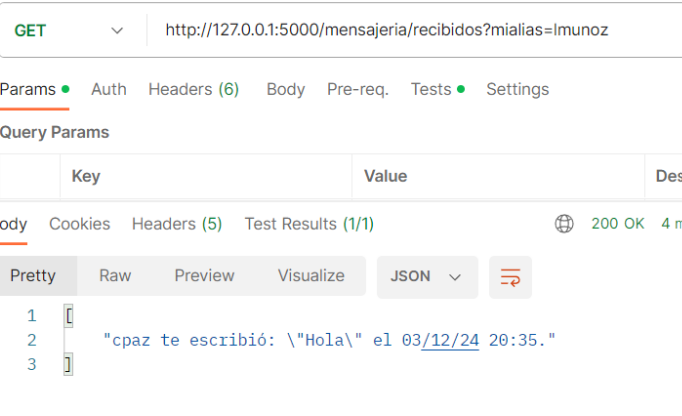 GET http://127.0.0.1:5000/mensajeria/recibidos?mialias=lmunoz
Params Auth Headers (6) Body Pre-req. Tests Settings
Query Params
Key Value Des
ody Cookies Headers (5) Test Results (1/1) 200 OK 4 m
Pretty Raw Preview Visualize JSON
1 [
2 "cpaz te escribió: \"Hola\" el 03/12/24 20:35."
3 ]